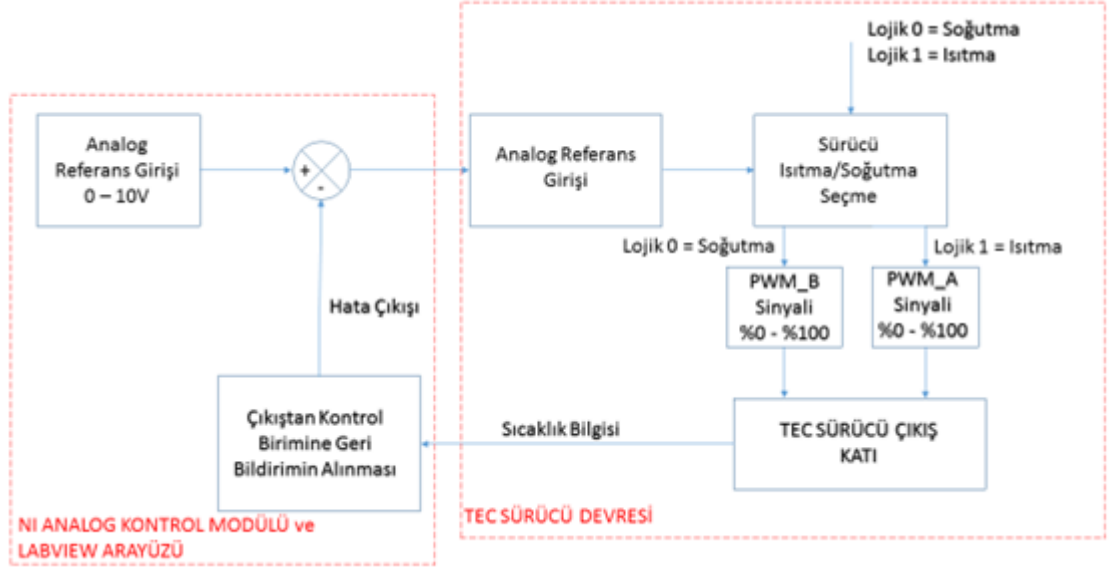 Lojik 0 = Soğutma
Lojik 1 = Isıtma
Analog
Referans Girişi
0 – 10V
+
-
Analog Referans
Girişi
Sürücü
Isıtma/Soğutma
Seçme
Lojik 0 = Soğutma
Lojik 1 = Isıtma
PWM_B
Sinyali
%0 - %100
PWM_A
Sinyali
%0 - %100
Hata Çıkışı
Çıkıştan Kontrol
Birimine Geri
Bildirimin Alınması
Sıcaklık Bilgisi
TEC SÜRÜCÜ ÇIKIŞ
KATI
NI ANALOG KONTROL MODÜLÜ ve
LABVIEW ARAYÜZÜ
TEC SÜRÜCÜ DEVRESİ